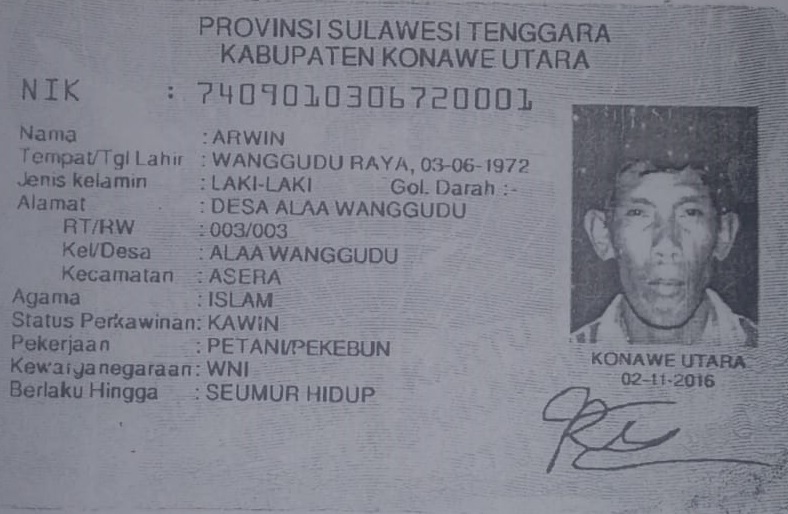 PROVINSI SULAWESI TENGGARA
KABUPATEN KONAWE UTARA
NIK : 7409010306720001
Nama : ARWIN
Tempat/Tgl Lahir : WANGGUDU RAYA, 03-06-1972
Jenis kelamin : LAKI-LAKI Gol. Darah :-
Alamat : DESA ALAA WANGGUDU
RT/RW : 003/003
Kel/Desa : ALAA WANGGUDU
Kecamatan : ASERA
Agama : ISLAM
Status Perkawinan: KAWIN
Pekerjaan : PETANI/PEKEBUN
Kewarganegaraan: WNI
Berlaku Hingga : SEUMUR HIDUP
KONAWE UTARA
02-11-2016